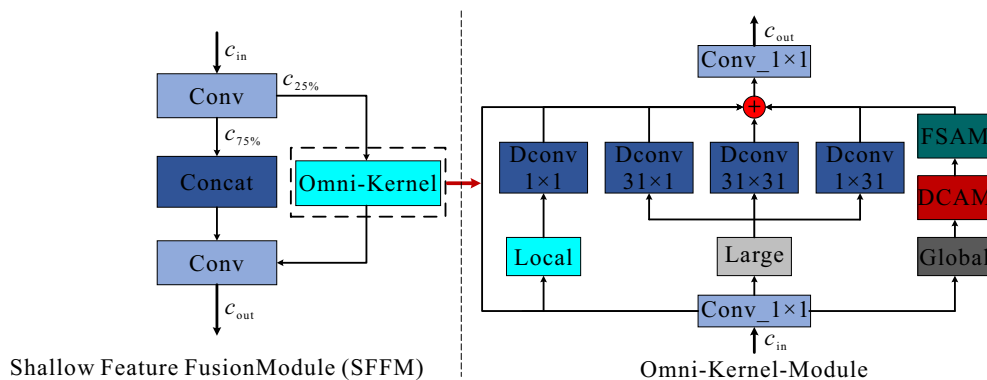 c_in
Conv
c_25%
c_75%
Concat
Omni-Kernel
Conv
c_out
Shallow Feature FusionModule (SFFM)
c_out
Conv_1×1
+
FSAM
Dconv
1×1
Dconv
31×1
Dconv
31×31
Dconv
1×31
DCAM
Local
Large
Global
Conv_1×1
c_in
Omni-Kernel-Module